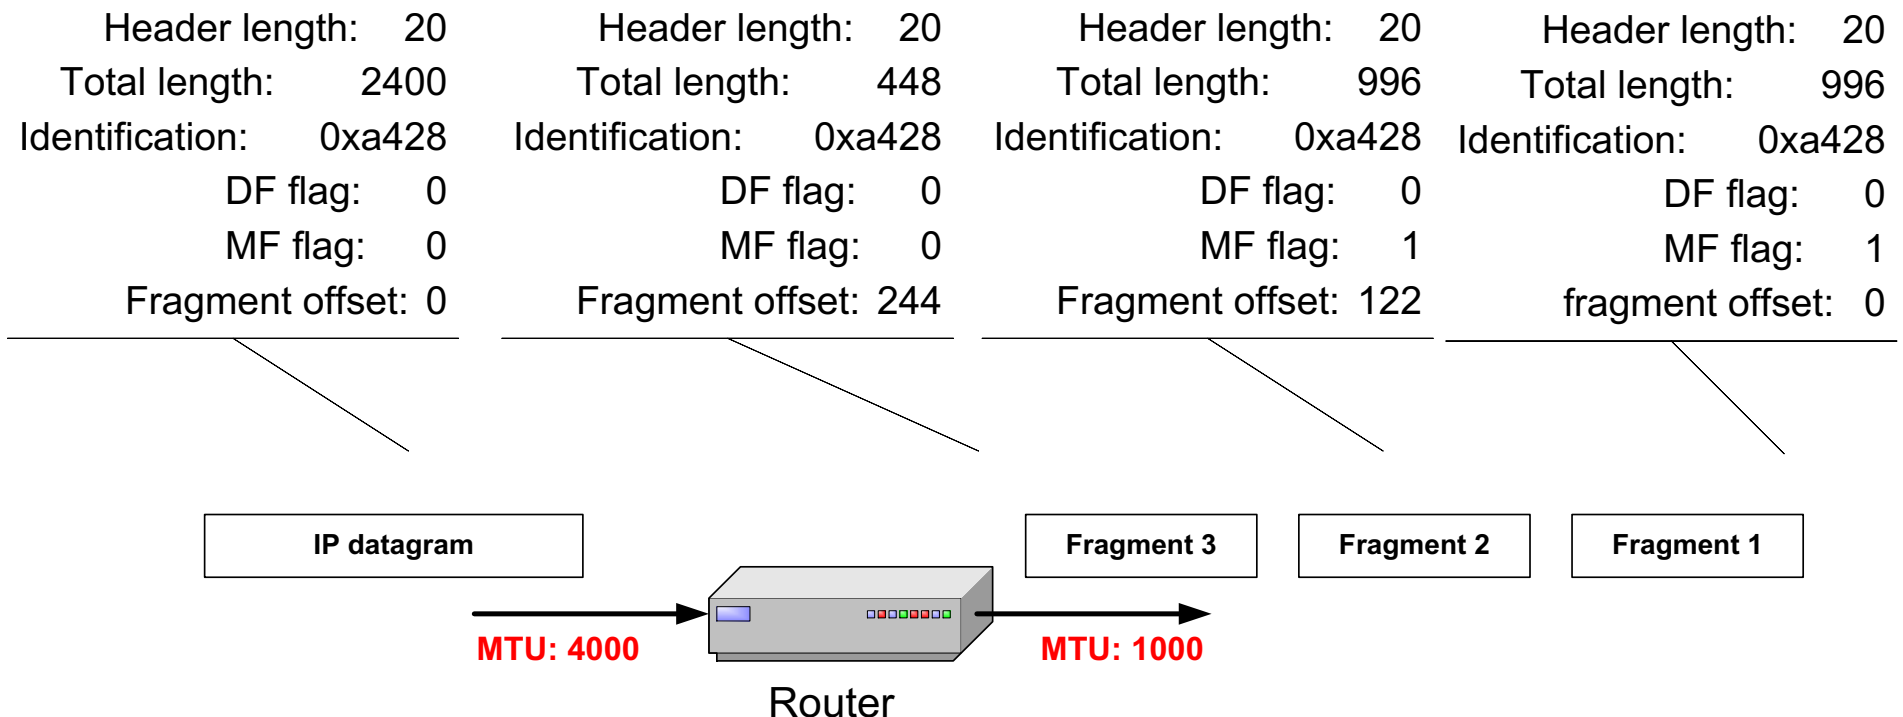 Header length: 20
Total length: 2400
Identification: 0xa428
DF flag: 0
MF flag: 0
Fragment offset: 0
Header length: 20
Total length: 448
Identification: 0xa428
DF flag: 0
MF flag: 0
Fragment offset: 244
Header length: 20
Total length: 996
Identification: 0xa428
DF flag: 0
MF flag: 1
Fragment offset: 122
Header length: 20
Total length: 996
Identification: 0xa428
DF flag: 0
MF flag: 1
fragment offset: 0
IP datagram
Fragment 3
Fragment 2
Fragment 1
MTU: 4000
MTU: 1000
Router